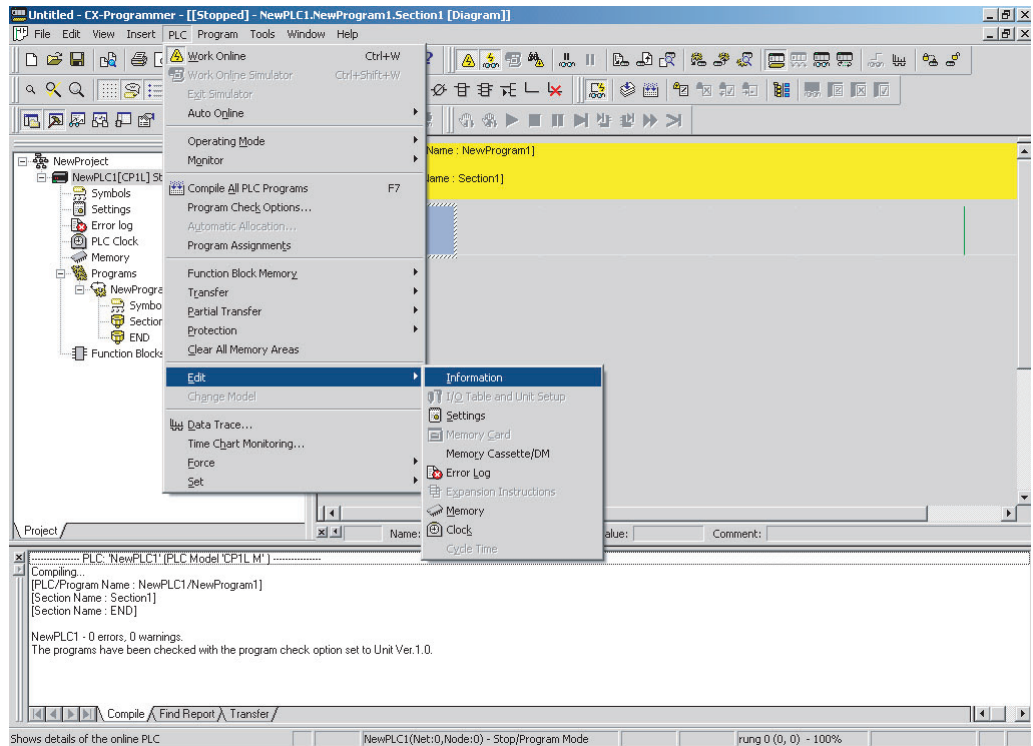 Untitled - CX-Programmer - [[Stopped] - NewPLC1.NewProgram1.Section1 [Diagram]]
File Edit View Insert PLC Program Tools Window Help
Work Online Ctrl+W
Work Online Simulator Ctrl+Shift+W
Exit Simulator
Auto Online
Operating Mode
Monitor
Compile All PLC Programs F7
Program Check Options...
Automatic Allocation...
Program Assignments
Function Block Memory
Transfer
Partial Transfer
Protection
Clear All Memory Areas
Edit
Change Model
Data Trace...
Time Chart Monitoring...
Force
Set
Information
I/O Table and Unit Setup
Settings
Memory Card
Memory Cassette/DM
Error Log
Expansion Instructions
Memory
Clock
Cycle Time
NewProject
NewPLC1[CP1L] St
Symbols
Settings
Error log
PLC Clock
Memory
Programs
NewProgra
Symbo
Section
END
Function Blocks
Name : NewProgram1]
Name : Section1]
Project
Name: alue: Comment:
PLC: 'NewPLC1' (PLC Model 'CP1L M' )
Compiling...
[PLC/Program Name : NewPLC1/NewProgram1]
[Section Name : Section1]
[Section Name : END]
NewPLC1 - 0 errors, 0 warnings.
The programs have been checked with the program check option set to Unit Ver.1.0.
Compile Find Report Transfer
Shows details of the online PLC NewPLC1(Net:0,Node:0) - Stop/Program Mode rung 0 (0, 0) - 100%